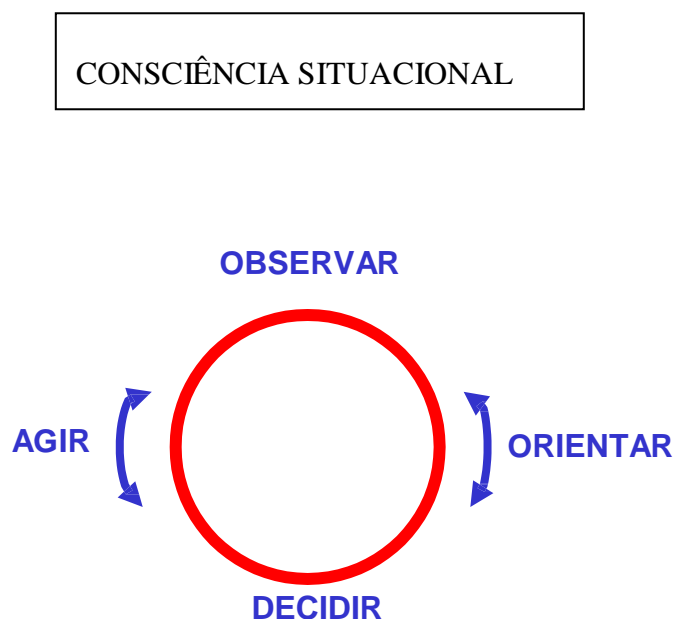 CONSCIÊNCIA SITUACIONAL
OBSERVAR
AGIR
ORIENTAR
DECIDIR